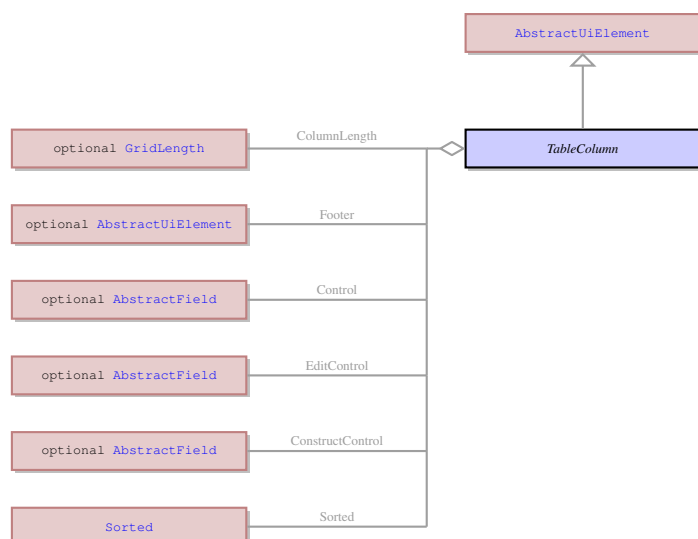 AbstractUiElement
ColumnLength
optional GridLength
TableColumn
Footer
optional AbstractUiElement
Control
optional AbstractField
EditControl
optional AbstractField
ConstructControl
optional AbstractField
Sorted
Sorted